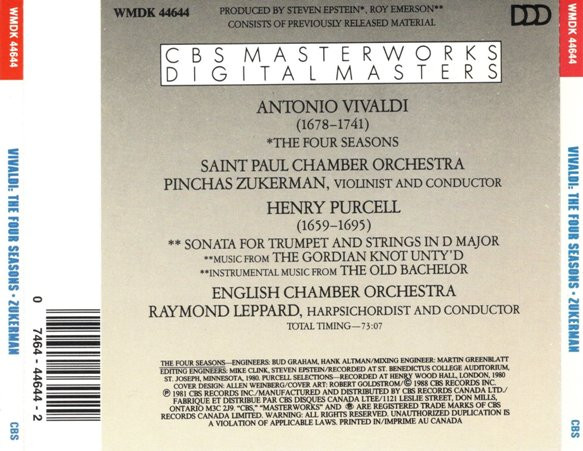 WMDK 44644
PRODUCED BY STEVEN EPSTEIN*, ROY EMERSON**
CONSISTS OF PREVIOUSLY RELEASED MATERIAL
DDD
CBS MASTERWORKS
DIGITAL MASTERS
ANTONIO VIVALDI
(1678–1741)
*THE FOUR SEASONS
SAINT PAUL CHAMBER ORCHESTRA
PINCHAS ZUKERMAN, VIOLINIST AND CONDUCTOR
HENRY PURCELL
(1659–1695)
** SONATA FOR TRUMPET AND STRINGS IN D MAJOR
**MUSIC FROM THE GORDIAN KNOT UNTY'D
**INSTRUMENTAL MUSIC FROM THE OLD BACHELOR
ENGLISH CHAMBER ORCHESTRA
RAYMOND LEPPARD, HARPSICHORDIST AND CONDUCTOR
TOTAL TIMING—73:07
THE FOUR SEASONS—ENGINEERS: BUD GRAHAM, HANK ALTMAN/MIXING ENGINEER: MARTIN GREENBLATT
EDITING ENGINEERS: MIKE CLINK, STEVEN EPSTEIN/RECORDED AT ST. BENEDICTUS COLLEGE AUDITORIUM,
ST. JOSEPH, MINNESOTA, 1980. PURCELL SELECTIONS—RECORDED AT HENRY WOOD HALL, LONDON, 1980
COVER DESIGN: ALLEN WEINBERG/COVER ART: ROBERT GOLDSTROM/© 1988 CBS RECORDS INC.
℗ 1981 CBS RECORDS INC./MANUFACTURED AND DISTRIBUTED BY CBS RECORDS CANADA LTD./
FABRIQUE ET DISTRIBUE PAR CBS DISQUES CANADA LTEE/1121 LESLIE STREET, DON MILLS,
ONTARIO M3C 2J9. "CBS," "MASTERWORKS" AND ARE REGISTERED TRADE MARKS OF CBS
RECORDS CANADA LIMITED. WARNING: ALL RIGHTS RESERVED. UNAUTHORIZED DUPLICATION IS
A VIOLATION OF APPLICABLE LAWS. PRINTED IN/IMPRIME AU CANADA
0 7464-44644-2
WMDK 44644
VIVALDI: THE FOUR SEASONS • ZUKERMAN
CBS
WMDK 44644
VIVALDI: THE FOUR SEASONS • ZUKERMAN
CBS